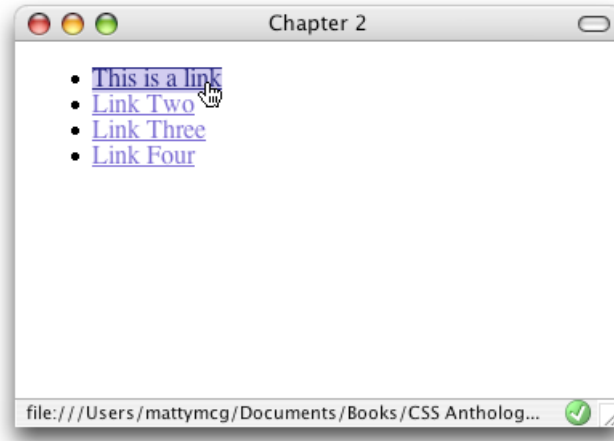 Chapter 2
This is a link
Link Two
Link Three
Link Four
file:///Users/mattymcg/Documents/Books/CSS Antholog...